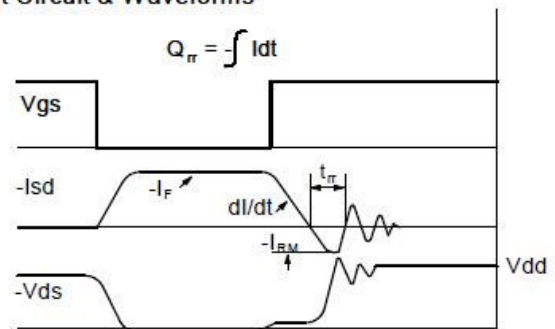 t Circuit & Waveforms
Qrr = -∫ Idt
Vgs
-Isd
-IF
trr
dI/dt
-IRM
Vdd
-Vds